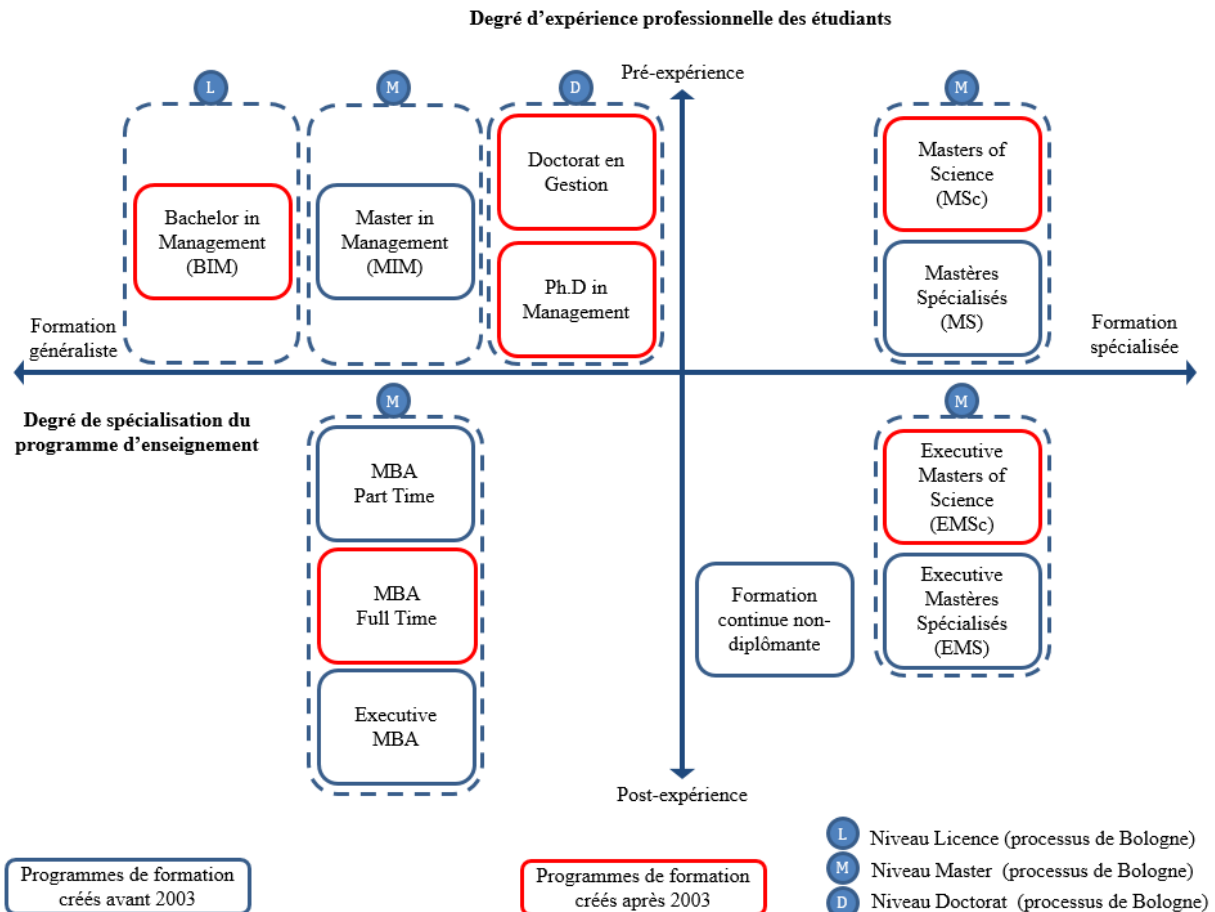 Degré d’expérience professionnelle des étudiants
Pré-expérience
L
M
D
M
Bachelor in
Management
(BIM)
Master in
Management
(MIM)
Doctorat en
Gestion
Ph.D in
Management
Masters of
Science
(MSc)
Mastères
Spécialisés
(MS)
Formation
généraliste
Formation
spécialisée
Degré de spécialisation du
programme d’enseignement
M
MBA
Part Time
MBA
Full Time
Executive
MBA
Formation
continue non-
diplômante
M
Executive
Masters of
Science
(EMSc)
Executive
Mastères
Spécialisés
(EMS)
Post-expérience
Programmes de formation
créés avant 2003
Programmes de formation
créés après 2003
L Niveau Licence (processus de Bologne)
M Niveau Master (processus de Bologne)
D Niveau Doctorat (processus de Bologne)